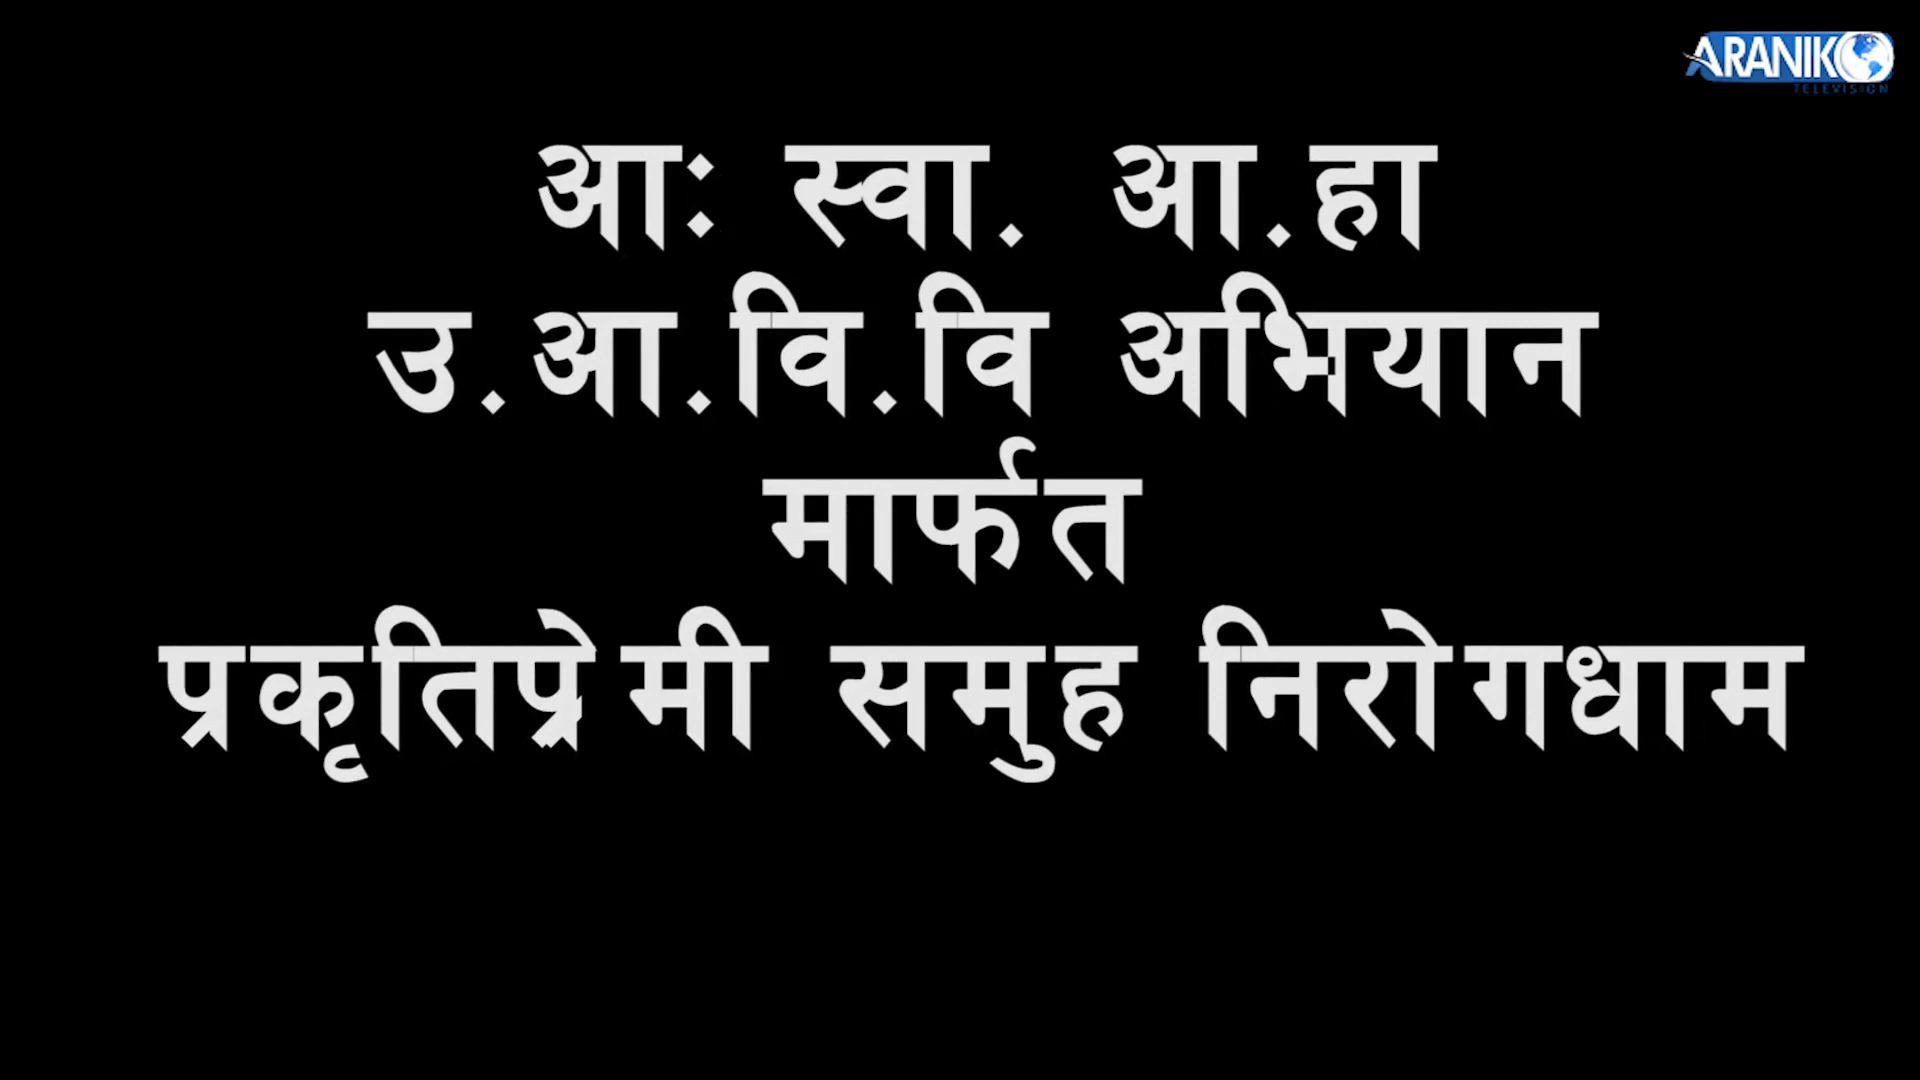 ARANIKO
TELEVISION
आः स्वा. आ.हा
उ.आ.वि.वि अभियान
मार्फत
प्रकृतिप्रेमी समुह निरोगधाम